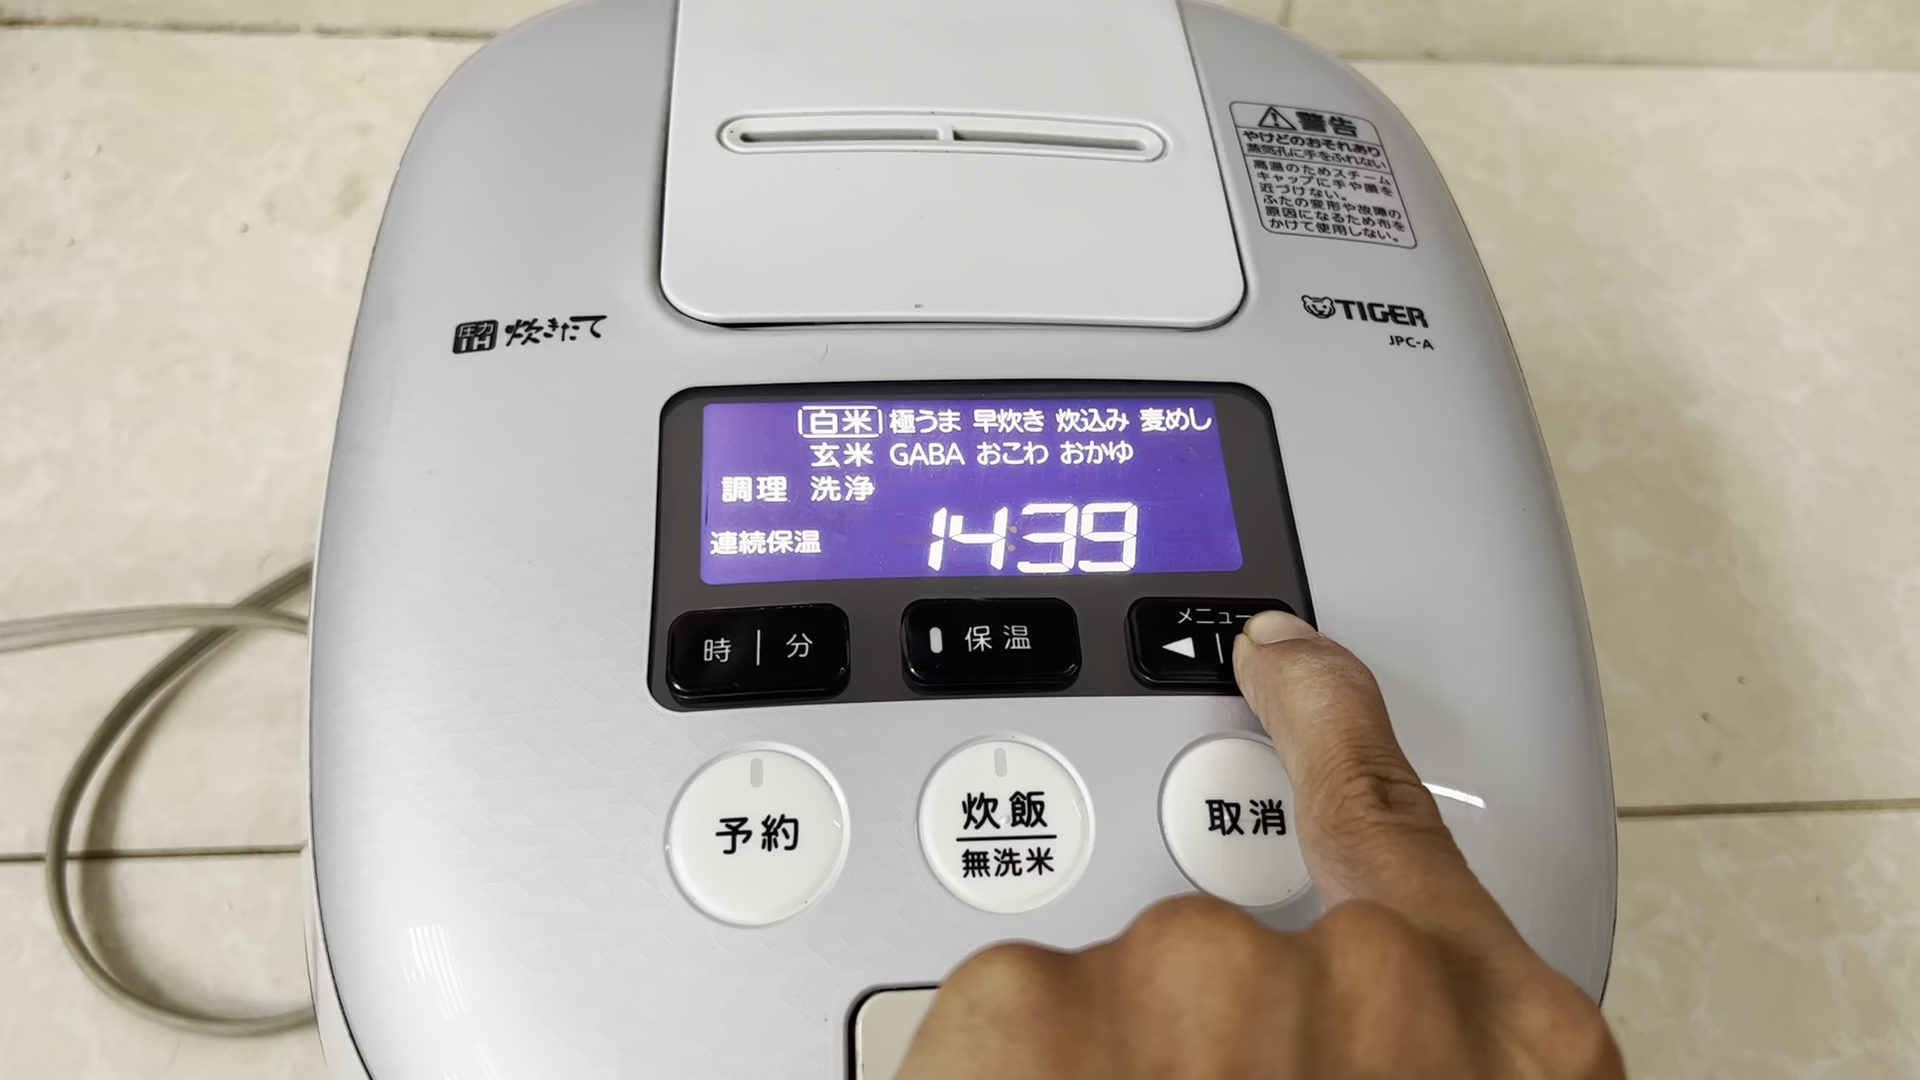 警告
やけどのおそれあり
蒸気孔に手をふれない
高温のためスチーム
キャップに手や顔を
近づけない。
ふたの変形や故障の
原因になるため布を
かけて使用しない。
圧力IH 炊きたて
TIGER
JPC-A
白米 極うま 早炊き 炊込み 麦めし
玄米 GABA おこわ おかゆ
調理 洗浄
連続保温 14:39
時 | 分
保温
メニュー
予約
炊飯
無洗米
取消